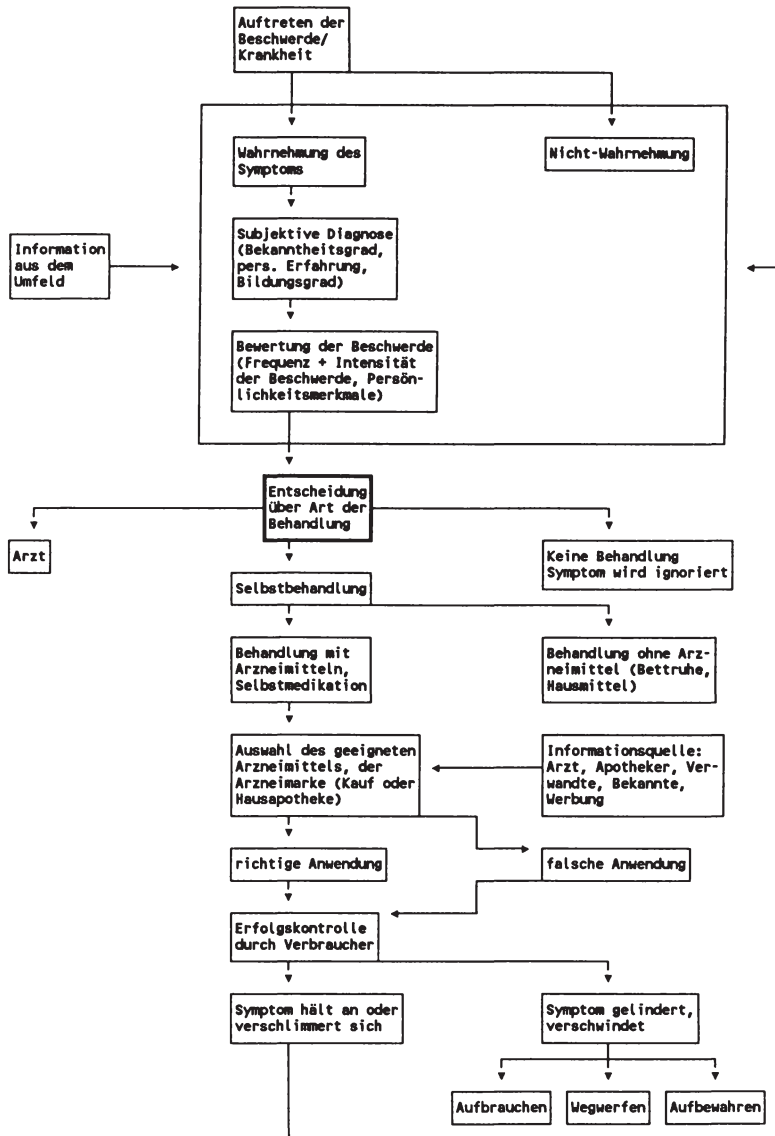 Auftreten der
Beschwerde/
Krankheit
Wahrnehmung des
Symptoms
Nicht-Wahrnehmung
Information
aus dem
Umfeld
Subjektive Diagnose
(Bekanntheitsgrad,
pers. Erfahrung,
Bildungsgrad)
Bewertung der Beschwerde
(Frequenz + Intensität
der Beschwerde, Persön-
lichkeitsmerkmale)
Entscheidung
über Art der
Behandlung
Arzt
Keine Behandlung
Symptom wird ignoriert
Selbstbehandlung
Behandlung mit
Arzneimitteln,
Selbstmedikation
Behandlung ohne Arz-
neimittel (Bettruhe,
Hausmittel)
Auswahl des geeigneten
Arzneimittels, der
Arzneimarke (Kauf oder
Hausapotheke)
Informationsquelle:
Arzt, Apotheker, Ver-
wandte, Bekannte,
Werbung
richtige Anwendung
falsche Anwendung
Erfolgskontrolle
durch Verbraucher
Symptom hält an oder
verschlimmert sich
Symptom gelindert,
verschwindet
Aufbrauchen
Wegwerfen
Aufbewahren